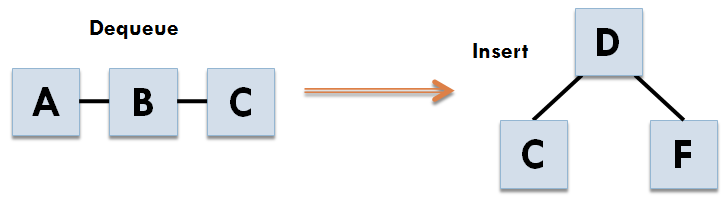 Dequeue
A B C
Insert
D
C F